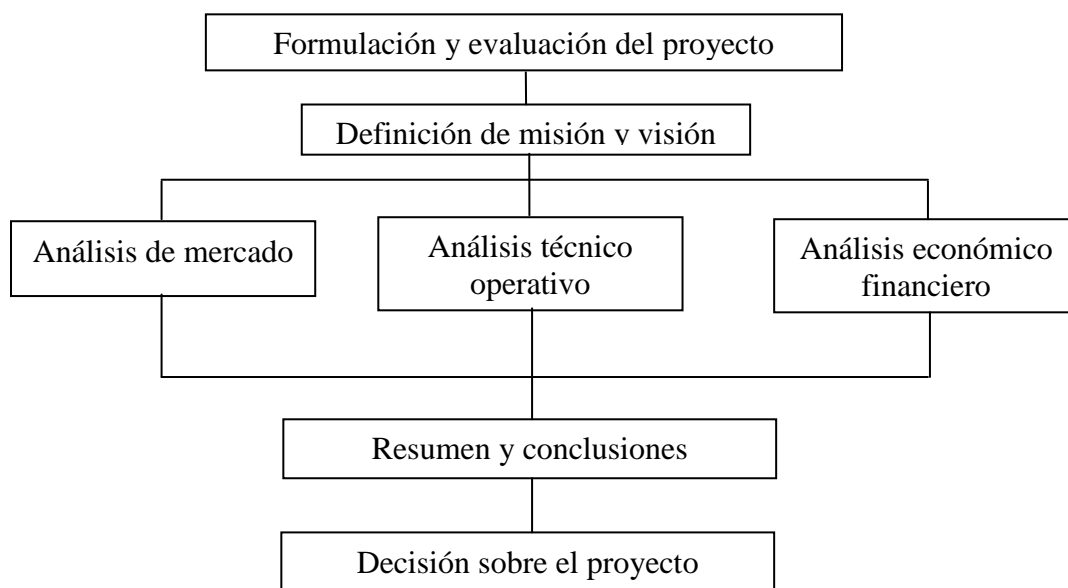 Formulación y evaluación del proyecto
Definición de misión y visión
Análisis de mercado
Análisis técnico
operativo
Análisis económico
financiero
Resumen y conclusiones
Decisión sobre el proyecto